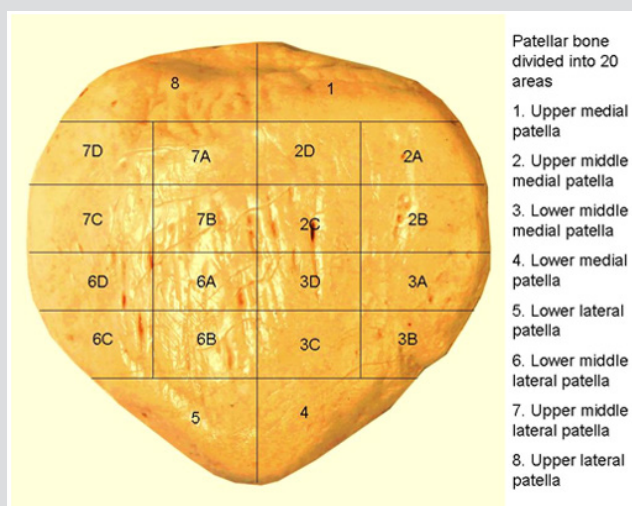 8
1
7D
7A
2D
2A
7C
7B
2C
2B
6D
6A
3D
3A
6C
6B
3C
3B
5
4
Patellar bone
divided into 20
areas
1. Upper medial
patella
2. Upper middle
medial patella
3. Lower middle
medial patella
4. Lower medial
patella
5. Lower lateral
patella
6. Lower middle
lateral patella
7. Upper middle
lateral patella
8. Upper lateral
patella